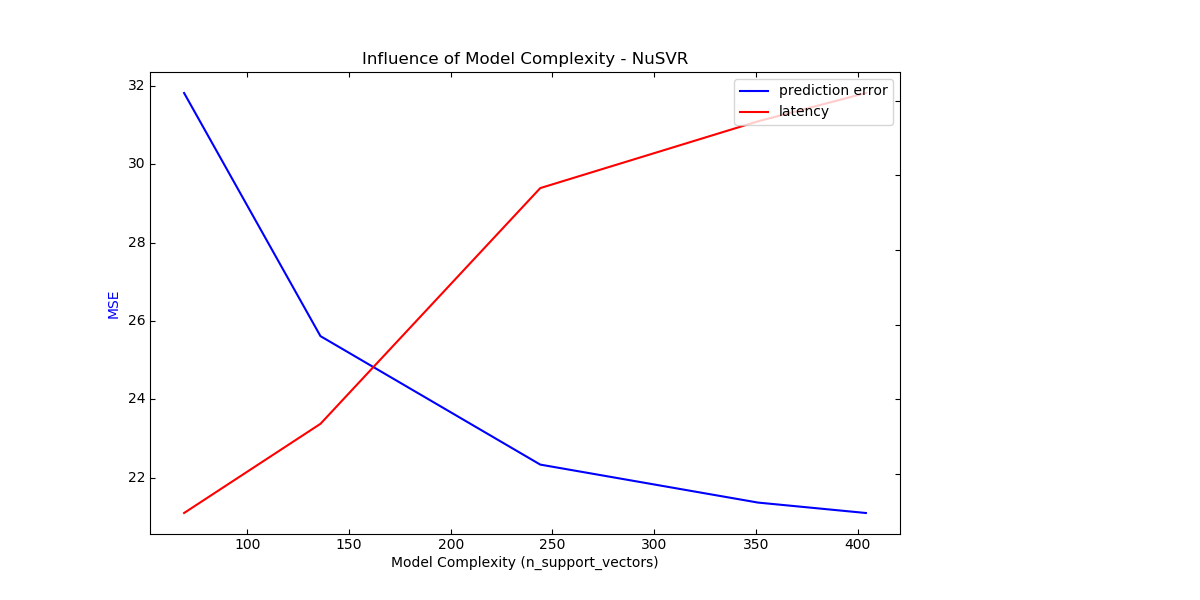 Influence of Model Complexity - NuSVR
prediction error
latency
32
30
28
26
24
22
MSE
100 150 200 250 300 350 400
Model Complexity (n_support_vectors)